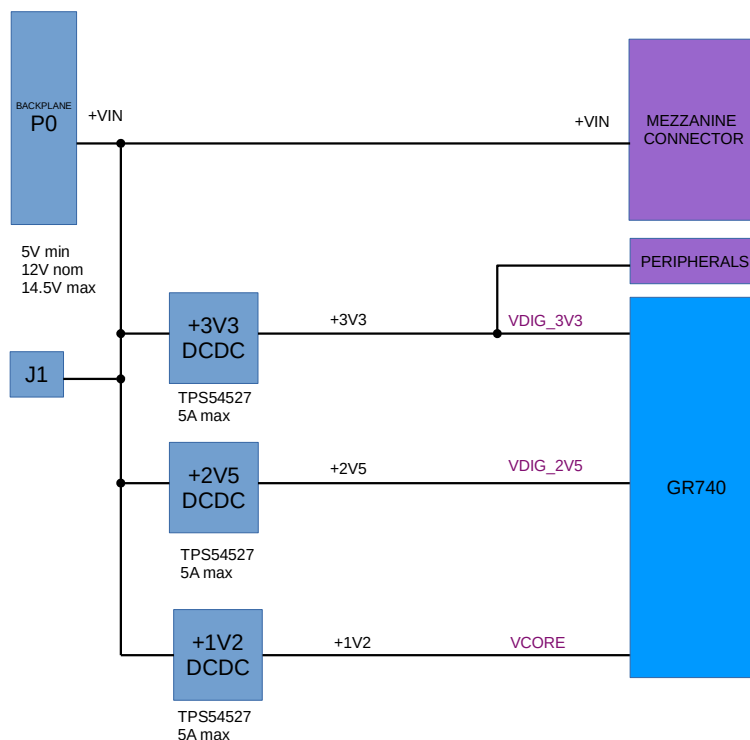 BACKPLANE
P0
+VIN
+VIN
MEZZANINE
CONNECTOR
5V min
12V nom
14.5V max
PERIPHERALS
+3V3
DCDC
+3V3
VDIG_3V3
J1
TPS54527
5A max
+2V5
DCDC
+2V5
VDIG_2V5
GR740
TPS54527
5A max
+1V2
DCDC
+1V2
VCORE
TPS54527
5A max